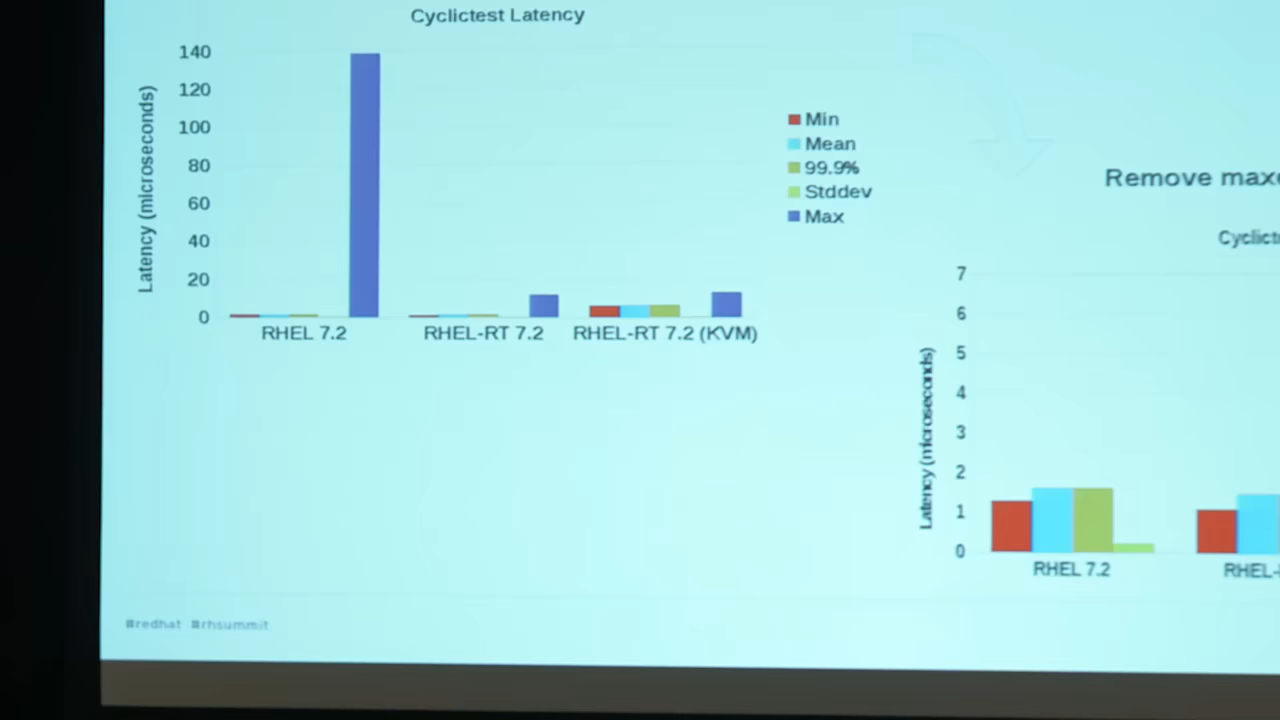 Cyclictest Latency
Latency (microseconds)
140
120
100
80
60
40
20
0
RHEL 7.2
RHEL-RT 7.2
RHEL-RT 7.2 (KVM)
Min
Mean
99.9%
Stddev
Max
Remove
Latency (microseconds)
7
6
5
4
3
2
1
0
RHEL 7.2
#redhat #rhsummit